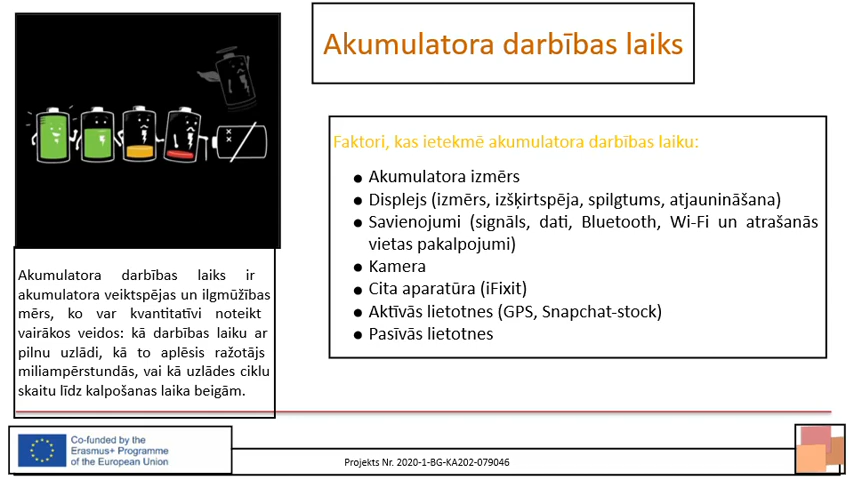 Akumulatora darbības laiks
Faktori, kas ietekmē akumulatora darbības laiku:
● Akumulatora izmērs
● Displejs (izmērs, izšķirtspēja, spilgtums, atjaunināšana)
● Savienojumi (signāls, dati, Bluetooth, Wi-Fi un atrašanās
vietas pakalpojumi)
● Kamera
● Cita aparatūra (iFixit)
● Aktīvās lietotnes (GPS, Snapchat-stock)
● Pasīvās lietotnes
Akumulatora darbības laiks ir
akumulatora veiktspējas un ilgmūžības
mērs, ko var kvantitatīvi noteikt
vairākos veidos: kā darbības laiku ar
pilnu uzlādi, kā to aplēsis ražotājs
miliampērstundās, vai kā uzlādes ciklu
skaitu līdz kalpošanas laika beigām.
Co-funded by the
Erasmus+ Programme
of the European Union
Projekts Nr. 2020-1-BG-KA202-079046